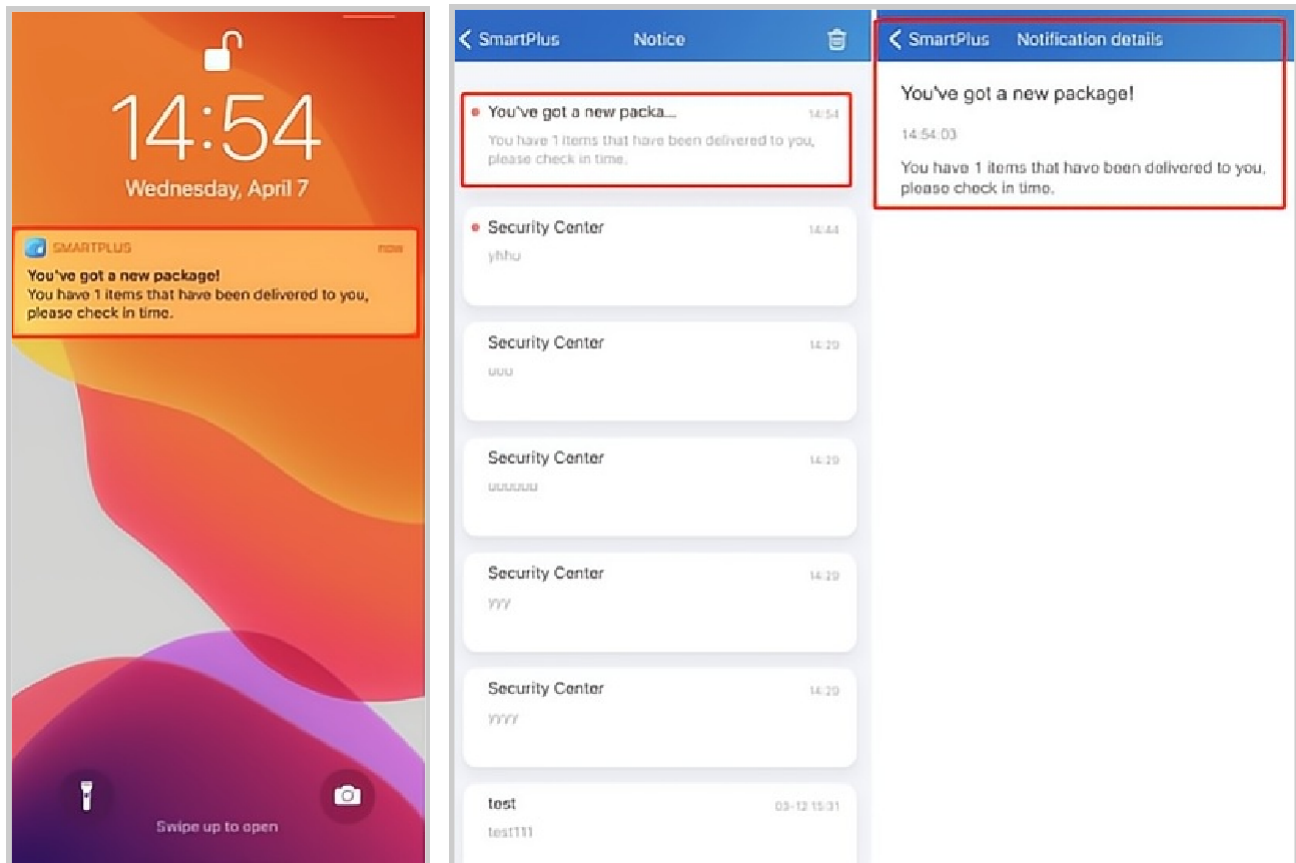 14:54
Wednesday, April 7
SMARTPLUS now
You've got a new package!
You have 1 items that have been delivered to you,
please check in time.
Swipe up to open
SmartPlus Notice
You've got a new packa... 14:54
You have 1 items that have been delivered to you,
please check in time.
Security Center 14:44
yhhu
Security Center 14:29
uuu
Security Center 14:29
uuuuuu
Security Center 14:29
yyy
Security Center 14:29
yyyy
test 03-12 15:31
test111
SmartPlus Notification details
You've got a new package!
14:54:03
You have 1 items that have been delivered to you,
please check in time.